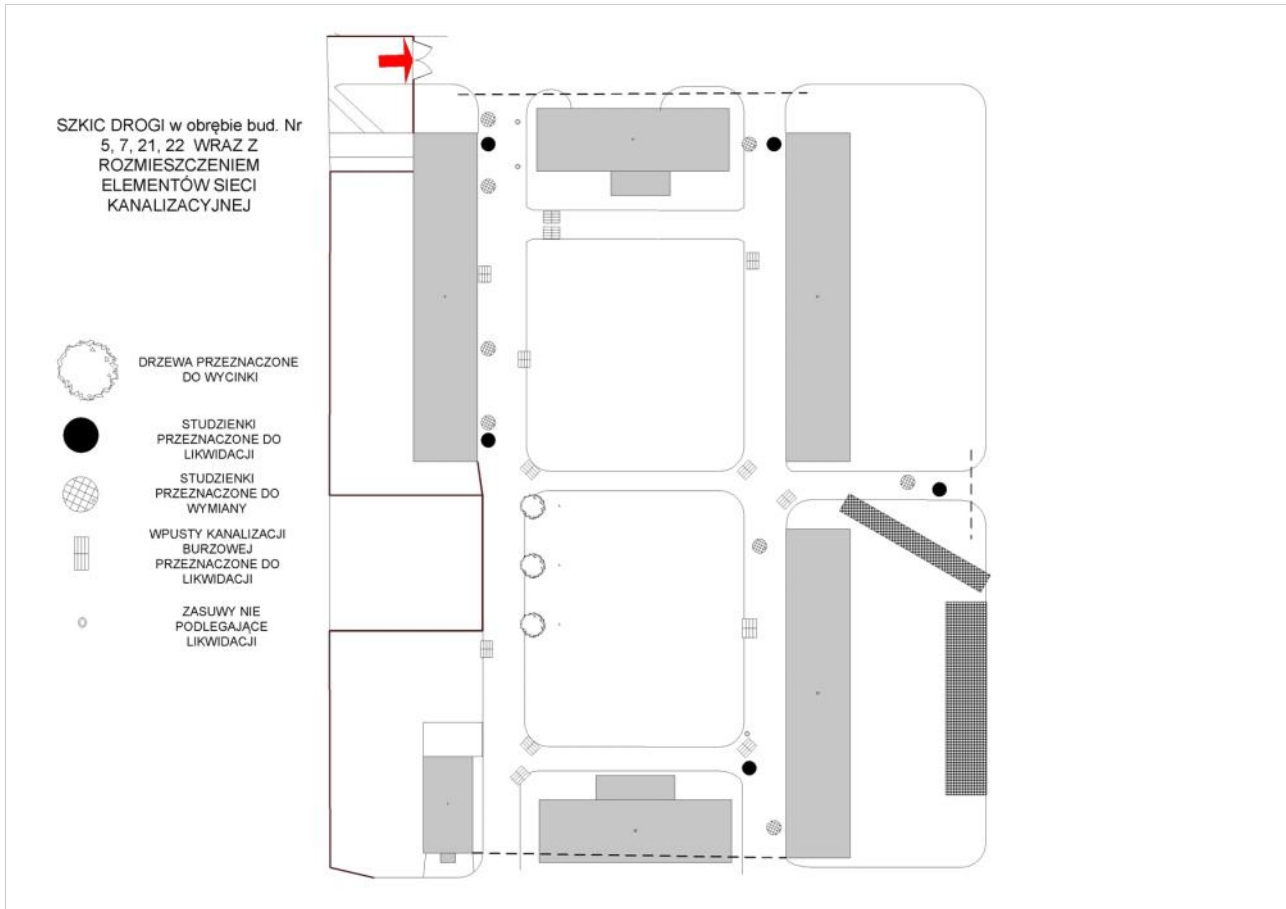 SZKIC DROGI w obrębie bud. Nr
5, 7, 21, 22 WRAZ Z
ROZMIESZCZENIEM
ELEMENTÓW SIECI
KANALIZACYJNEJ
DRZEWA PRZEZNACZONE
DO WYCINKI
STUDZIENKI
PRZEZNACZONE DO
LIKWIDACJI
STUDZIENKI
PRZEZNACZONE DO
WYMIANY
WPUSTY KANALIZACJI
BURZOWEJ
PRZEZNACZONE DO
LIKWIDACJI
ZASUWY NIE
PODLEGAJĄCE
LIKWIDACJI